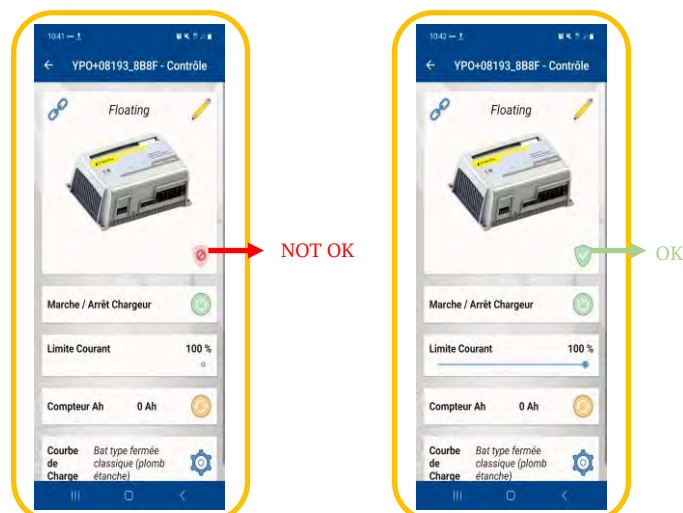 10:41
YPO+08193_8B8F - Contrôle
Floating
NOT OK
Marche / Arrêt Chargeur
Limite Courant 100 %
Compteur Ah 0 Ah
Courbe de Charge
Bat type fermée classique (plomb étanche)
10:42
YPO+08193_8B8F - Contrôle
Floating
OK
Marche / Arrêt Chargeur
Limite Courant 100 %
Compteur Ah 0 Ah
Courbe de Charge
Bat type fermée classique (plomb étanche)